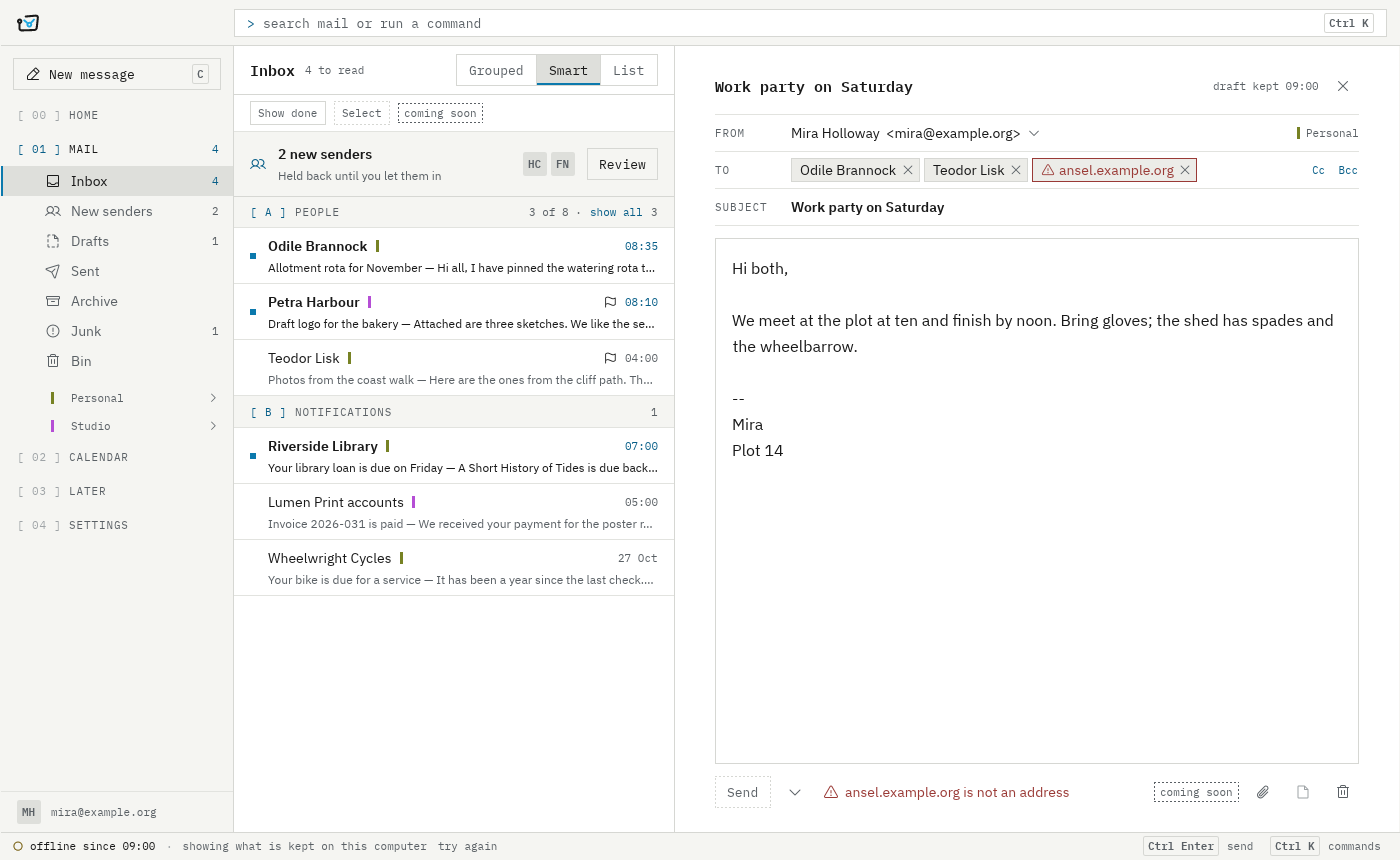 > search mail or run a command Ctrl K
New message C
[ 00 ] HOME
[ 01 ] MAIL 4
Inbox 4
New senders 2
Drafts 1
Sent
Archive
Junk 1
Bin
Personal
Studio
[ 02 ] CALENDAR
[ 03 ] LATER
[ 04 ] SETTINGS
MH mira@example.org
Inbox 4 to read Grouped Smart List
Show done Select coming soon
2 new senders
Held back until you let them in
HC FN Review
[ A ] PEOPLE 3 of 8 · show all 3
Odile Brannock 08:35
Allotment rota for November — Hi all, I have pinned the watering rota t…
Petra Harbour 08:10
Draft logo for the bakery — Attached are three sketches. We like the se…
Teodor Lisk 04:00
Photos from the coast walk — Here are the ones from the cliff path. Th…
[ B ] NOTIFICATIONS 1
Riverside Library 07:00
Your library loan is due on Friday — A Short History of Tides is due back…
Lumen Print accounts 05:00
Invoice 2026-031 is paid — We received your payment for the poster r…
Wheelwright Cycles 27 Oct
Your bike is due for a service — It has been a year since the last check.…
Work party on Saturday draft kept 09:00
FROM Mira Holloway <mira@example.org> Personal
TO Odile Brannock Teodor Lisk ansel.example.org Cc Bcc
SUBJECT Work party on Saturday
Hi both,
We meet at the plot at ten and finish by noon. Bring gloves; the shed has spades and
the wheelbarrow.
--
Mira
Plot 14
Send ansel.example.org is not an address coming soon
offline since 09:00 · showing what is kept on this computer try again Ctrl Enter send Ctrl K commands